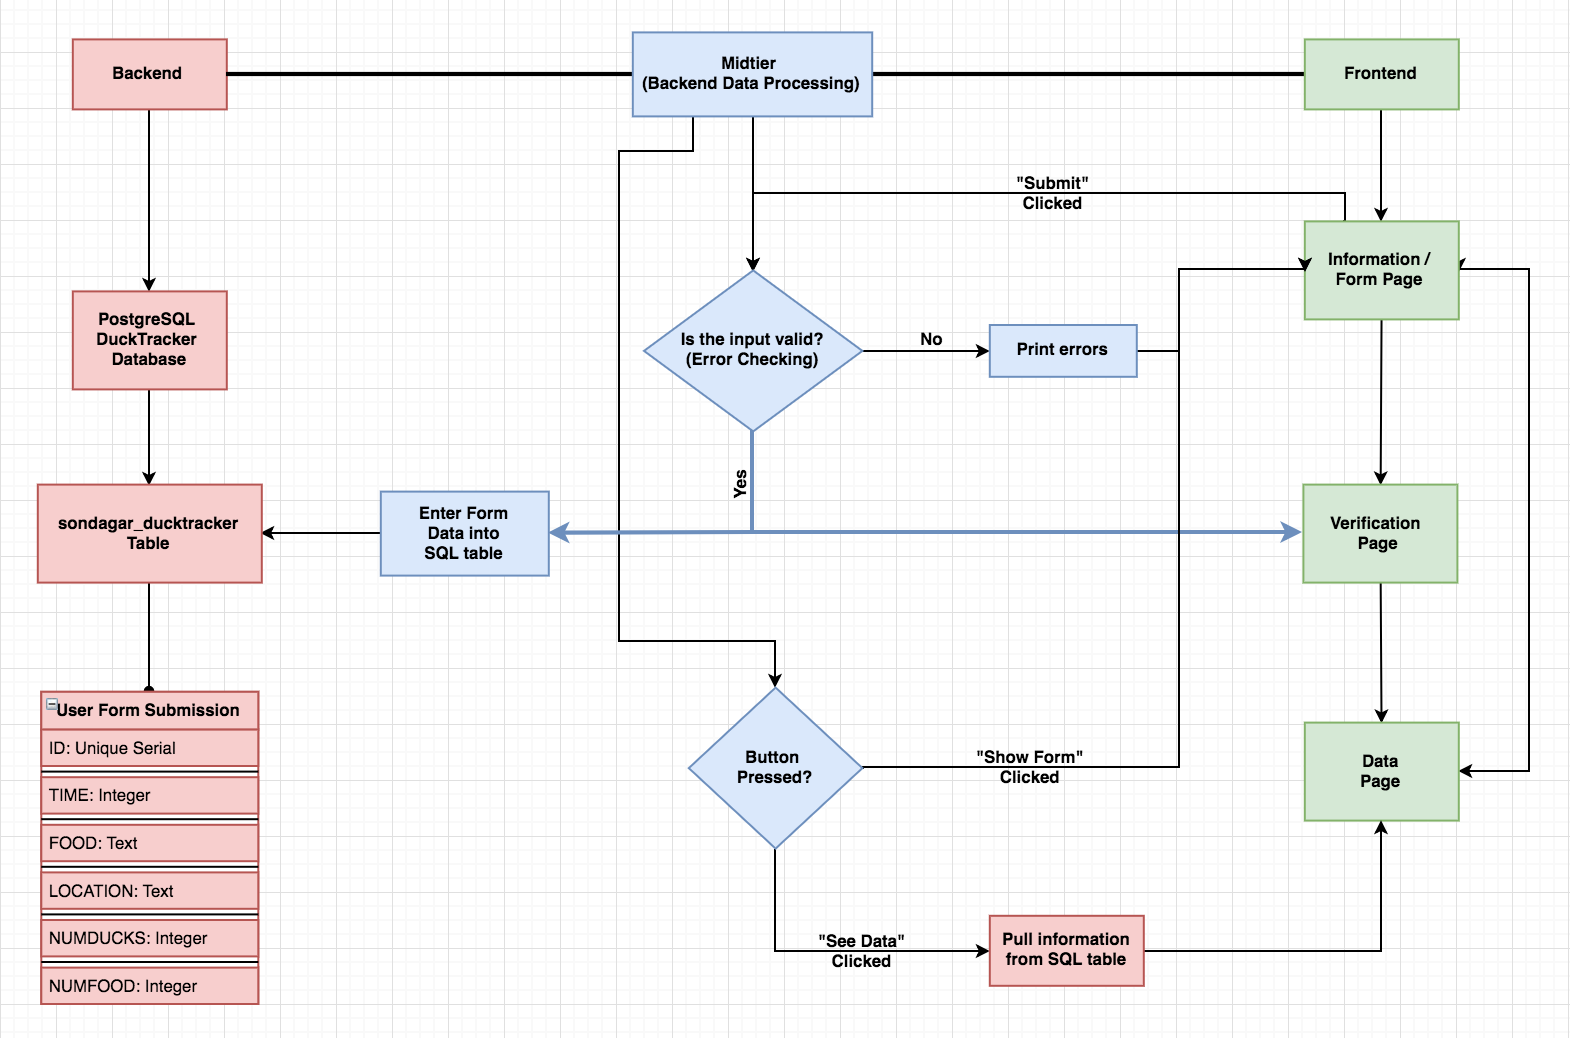 Backend
Midtier
(Backend Data Processing)
Frontend
"Submit"
Clicked
Information /
Form Page
PostgreSQL
DuckTracker
Database
Is the input valid?
(Error Checking)
No
Print errors
Yes
sondagar_ducktracker
Table
Enter Form
Data into
SQL table
Verification
Page
User Form Submission
ID: Unique Serial
TIME: Integer
FOOD: Text
LOCATION: Text
NUMDUCKS: Integer
NUMFOOD: Integer
Button
Pressed?
"Show Form"
Clicked
Data
Page
"See Data"
Clicked
Pull information
from SQL table